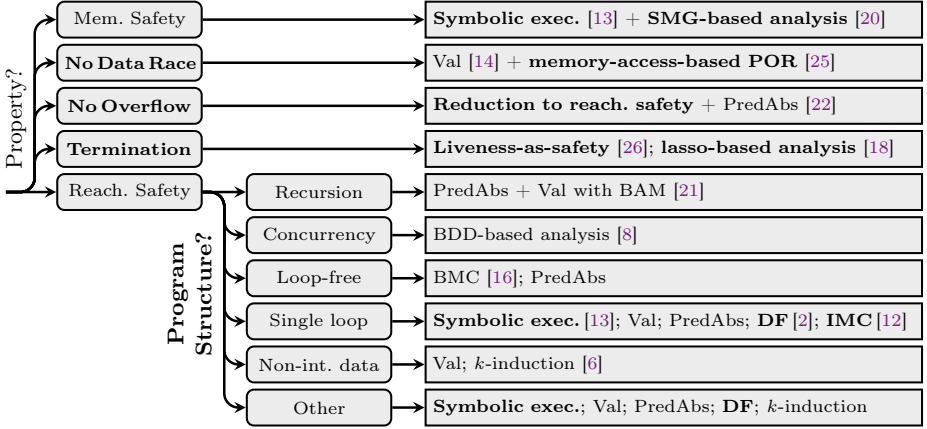 Property?
Mem. Safety
Symbolic exec. [13] + SMG-based analysis [20]
No Data Race
Val [14] + memory-access-based POR [25]
No Overflow
Reduction to reach. safety + PredAbs [22]
Termination
Liveness-as-safety [26]; lasso-based analysis [18]
Reach. Safety
Program
Structure?
Recursion
PredAbs + Val with BAM [21]
Concurrency
BDD-based analysis [8]
Loop-free
BMC [16]; PredAbs
Single loop
Symbolic exec. [13]; Val; PredAbs; DF [2]; IMC [12]
Non-int. data
Val; k-induction [6]
Other
Symbolic exec.; Val; PredAbs; DF; k-induction